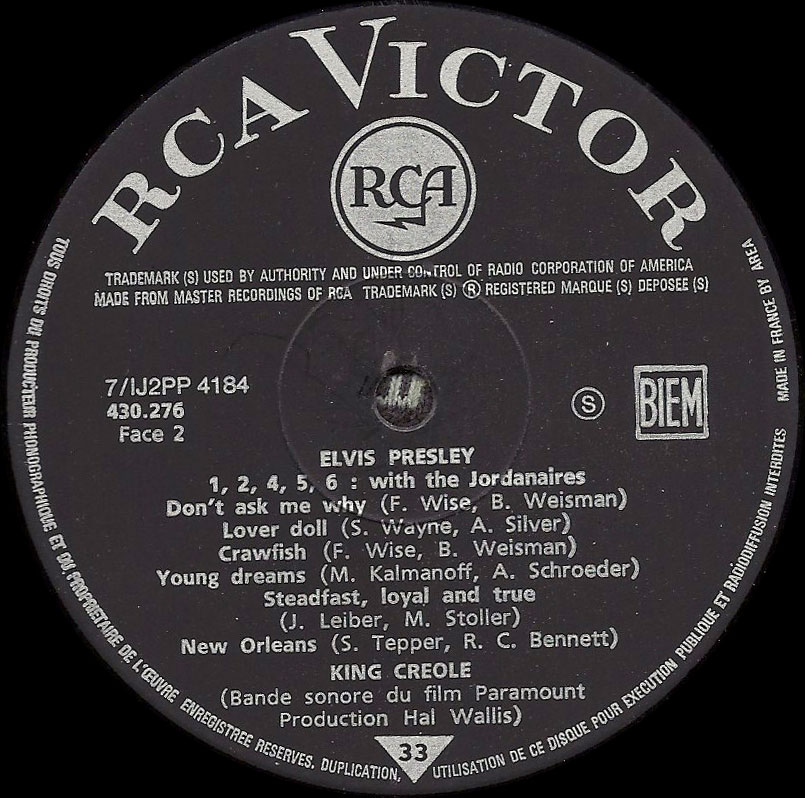 RCA VICTOR
RCA
TRADEMARK (S) USED BY AUTHORITY AND UNDER CONTROL OF RADIO CORPORATION OF AMERICA
MADE FROM MASTER RECORDINGS OF RCA TRADEMARK (S) ® REGISTERED MARQUE (S) DEPOSEE (S)
7/IJ2PP 4184
430.276
Face 2
S
BIEM
ELVIS PRESLEY
1, 2, 4, 5, 6 : with the Jordanaires
Don't ask me why (F. Wise, B. Weisman)
Lover doll (S. Wayne, A. Silver)
Crawfish (F. Wise, B. Weisman)
Young dreams (M. Kalmanoff, A. Schroeder)
Steadfast, loyal and true
(J. Leiber, M. Stoller)
New Orleans (S. Tepper, R. C. Bennett)
KING CREOLE
(Bande sonore du film Paramount
Production Hal Wallis)
33
TOUS DROITS DU PRODUCTEUR PHONOGRAPHIQUE ET DU PROPRIETAIRE DE L'ŒUVRE ENREGISTREE RESERVES. DUPLICATION, UTILISATION DE CE DISQUE POUR EXECUTION PUBLIQUE ET RADIODIFFUSION INTERDITES
MADE IN FRANCE BY AREA